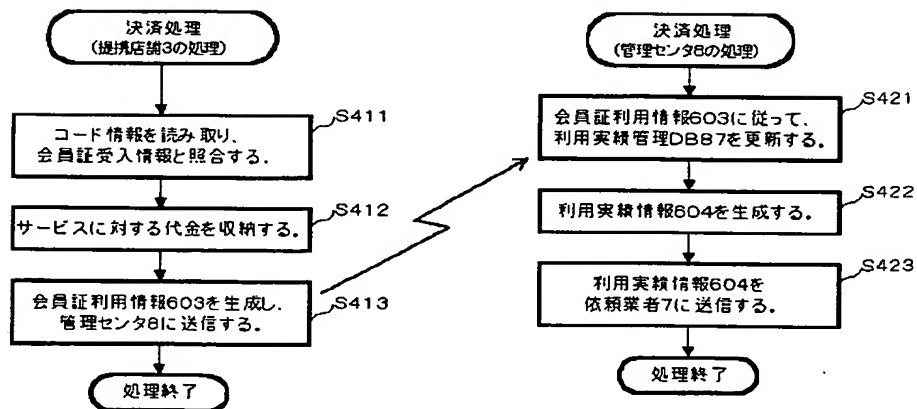 決済処理
(提携店舗3の処理)
S411
コード情報を読み取り、
会員証受入情報と照合する。
S412
サービスに対する代金を収納する。
会員証利用情報603を生成し、
管理センタ8に送信する。
S413
処理終了
決済処理
(管理センタ8の処理)
S421
会員証利用情報603に従って、
利用実績管理DB87を更新する。
S422
利用実績情報604を生成する。
S423
利用実績情報604を
依頼業者7に送信する。
処理終了